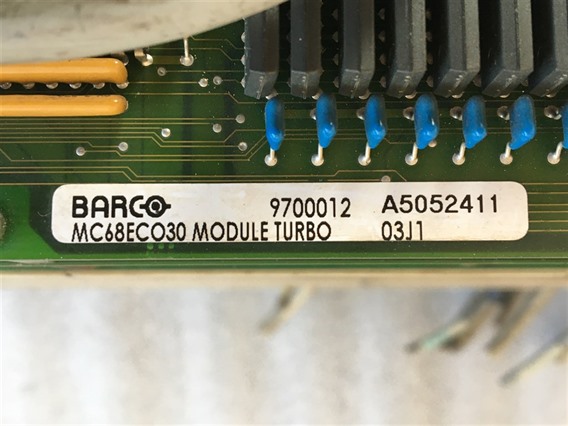 BARCO 9700012 A5052411
MC68EC030 MODULE TURBO 03J1